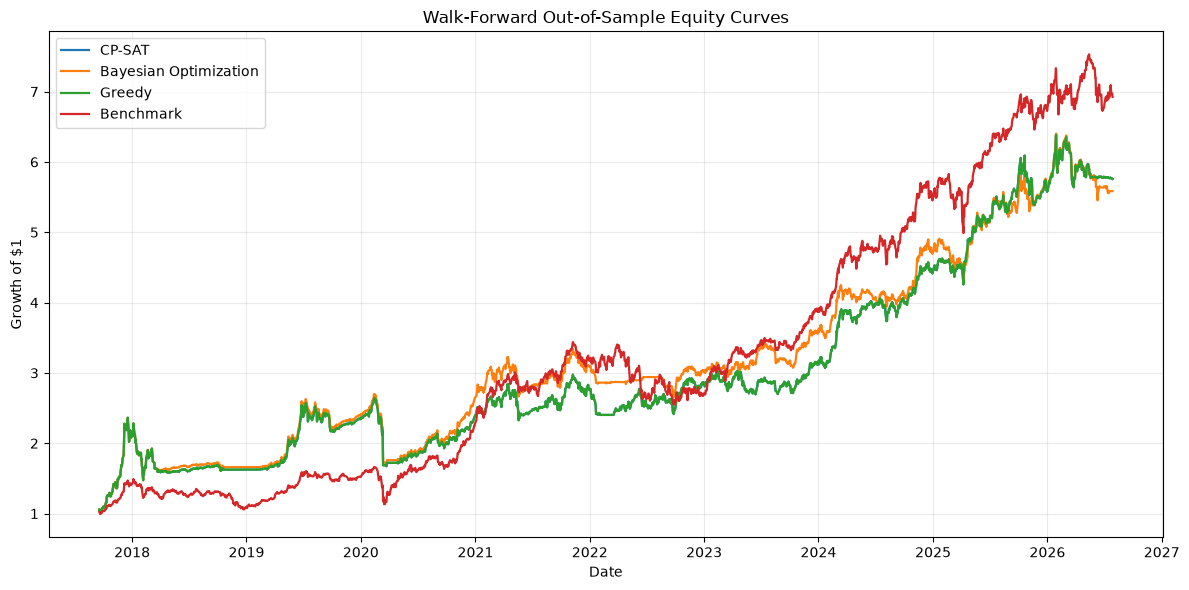 Walk-Forward Out-of-Sample Equity Curves
CP-SAT
Bayesian Optimization
Greedy
Benchmark
Growth of $1
7
6
5
4
3
2
1
2018 2019 2020 2021 2022 2023 2024 2025 2026 2027
Date